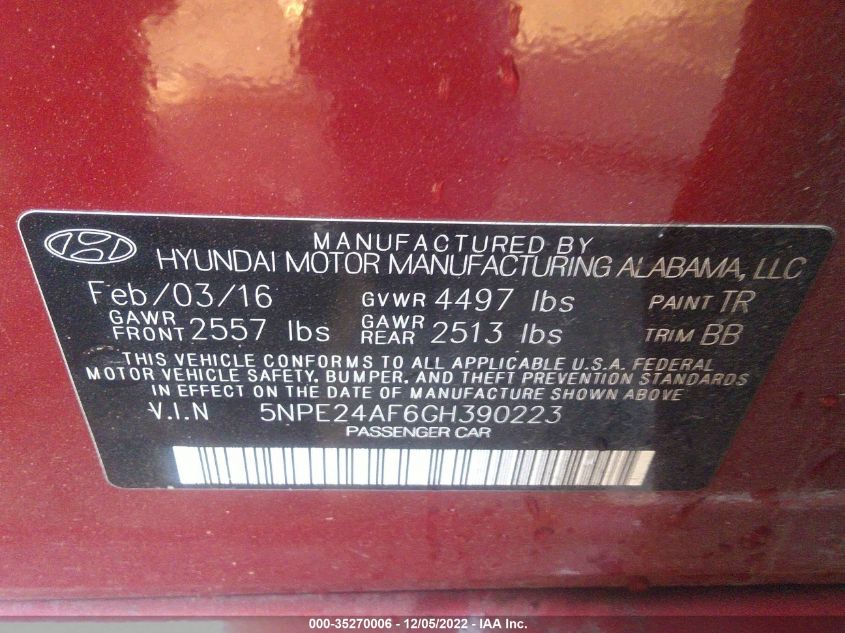 MANUFACTURED BY
HYUNDAI MOTOR MANUFACTURING ALABAMA, LLC
Feb/03/16 GVWR 4497 lbs PAINT TR
GAWR FRONT 2557 lbs GAWR REAR 2513 lbs TRIM BB
THIS VEHICLE CONFORMS TO ALL APPLICABLE U.S.A. FEDERAL
MOTOR VEHICLE SAFETY, BUMPER, AND THEFT PREVENTION STANDARDS
IN EFFECT ON THE DATE OF MANUFACTURE SHOWN ABOVE
V.I.N 5NPE24AF6GH390223
PASSENGER CAR
000-35270006 - 12/05/2022 - IAA Inc.